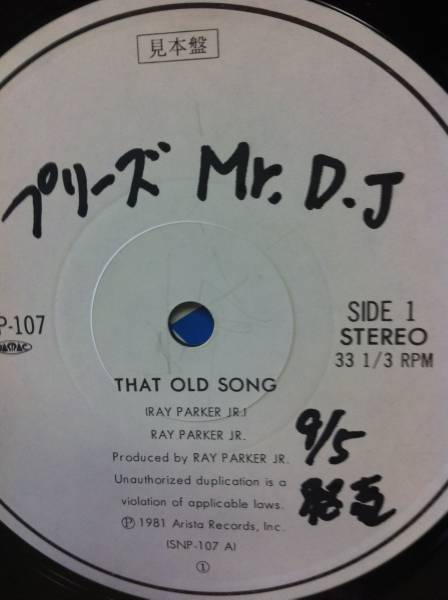 見本盤
プリーズ Mr. D.J
P-107
SIDE 1
STEREO
33 1/3 RPM
THAT OLD SONG
(RAY PARKER JR.)
RAY PARKER JR.
Produced by RAY PARKER JR.
Unauthorized duplication is a
violation of applicable laws.
Ⓟ 1981 Arista Records, Inc.
(SNP-107 A)
①
9/5